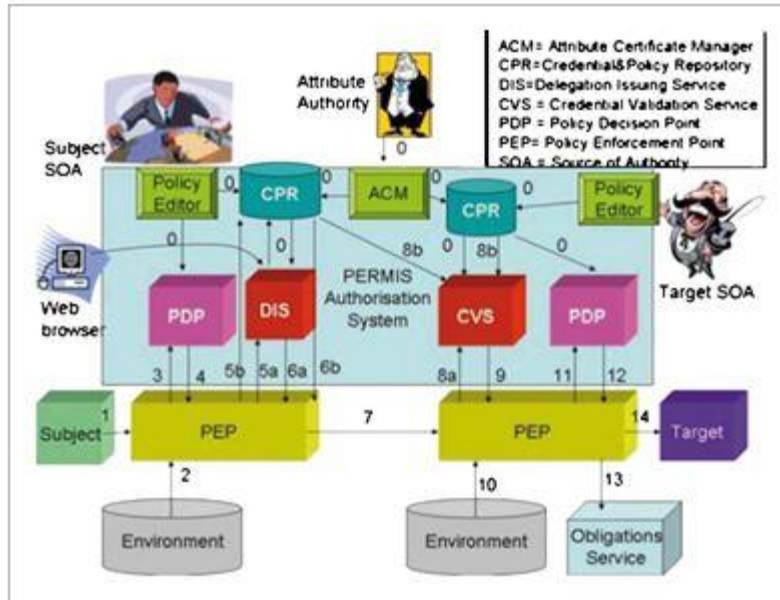 ACM= Attribute Certificate Manager
CPR=Credential&Policy Repository
DIS=Delegation Issuing Service
CVS = Credential Validation Service
PDP = Policy Decision Point
PEP= Policy Enforcement Point
SOA = Source of Authority
Attribute
Authority
0
Subject
SOA
Policy
Editor
0
CPR
0
ACM
0
CPR
0
Policy
Editor
0
0
0
8b
0
8b
0
Web
browser
PDP
DIS
PERMIS
Authorisation
System
CVS
PDP
Target SOA
3
4
5b
5a
6a
6b
8a
9
11
12
Subject
1
PEP
7
PEP
14
Target
2
10
13
Environment
Environment
Obligations
Service